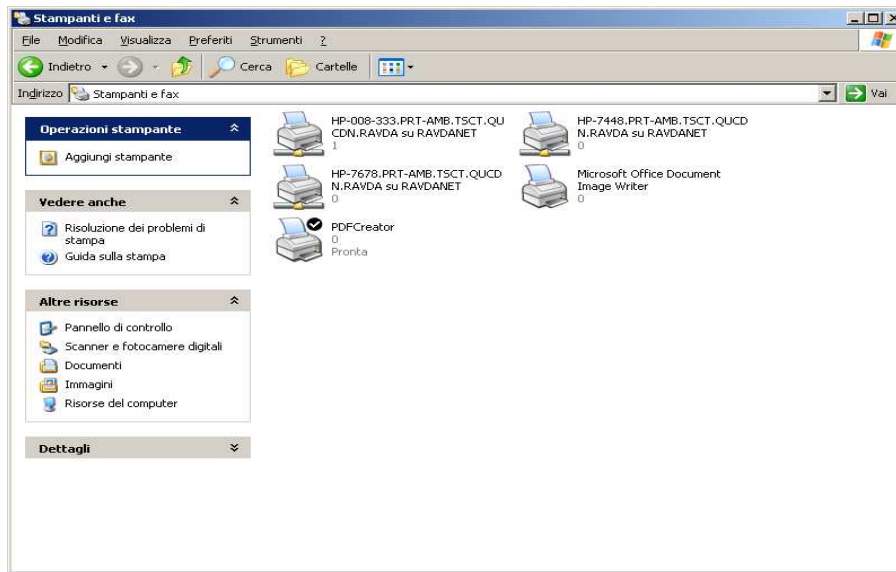 Stampanti e fax
File Modifica Visualizza Preferiti Strumenti ?
Indietro Cerca Cartelle
Indirizzo Stampanti e fax Vai
Operazioni stampante
Aggiungi stampante
Vedere anche
Risoluzione dei problemi di
stampa
Guida sulla stampa
Altre risorse
Pannello di controllo
Scanner e fotocamere digitali
Documenti
Immagini
Risorse del computer
Dettagli
HP-008-333.PRT-AMB.TSCT.QU
CDN.RAVDA su RAVDANET
1
HP-7448.PRT-AMB.TSCT.QUCD
N.RAVDA su RAVDANET
0
HP-7678.PRT-AMB.TSCT.QUCD
N.RAVDA su RAVDANET
0
Microsoft Office Document
Image Writer
0
PDFCreator
0
Pronta